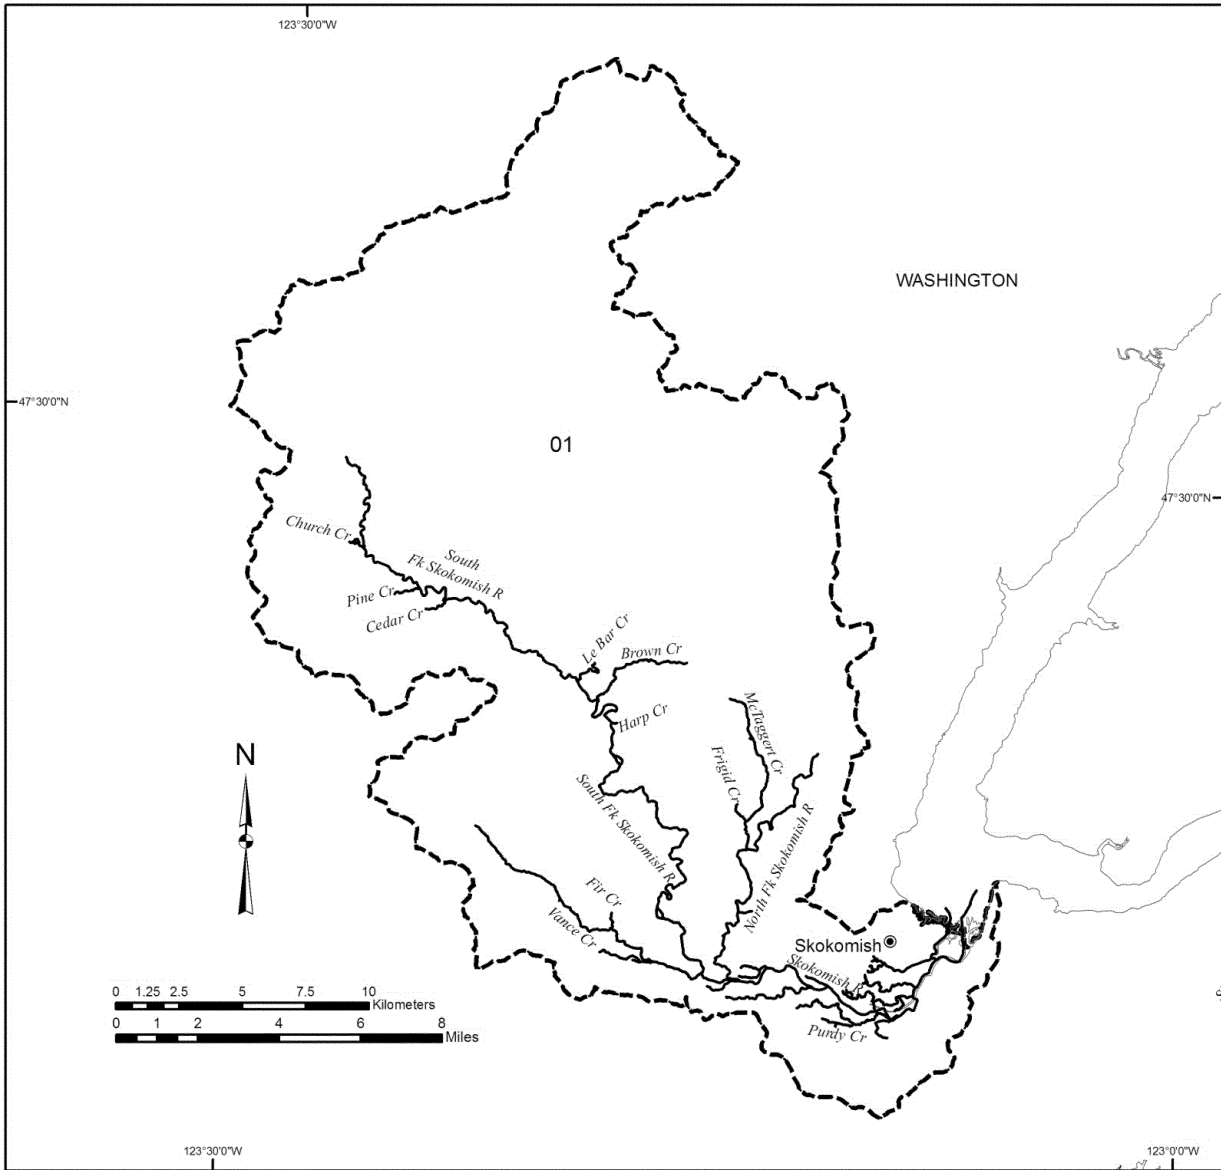 123°30'0"W
WASHINGTON
47°30'0"N
01
47°30'0"N
Church Cr
South
Fk Skokomish R
Pine Cr
Cedar Cr
Le Bar Cr
Brown Cr
Harp Cr
McTaggert Cr
Frigid Cr
South Fk Skokomish R
North Fk Skokomish R
N
Fir Cr
Vance Cr
Skokomish
Skokomish R
Purdy Cr
0 1.25 2.5 5 7.5 10
Kilometers
0 1 2 4 6 8
Miles
123°30'0"W
123°0'0"W